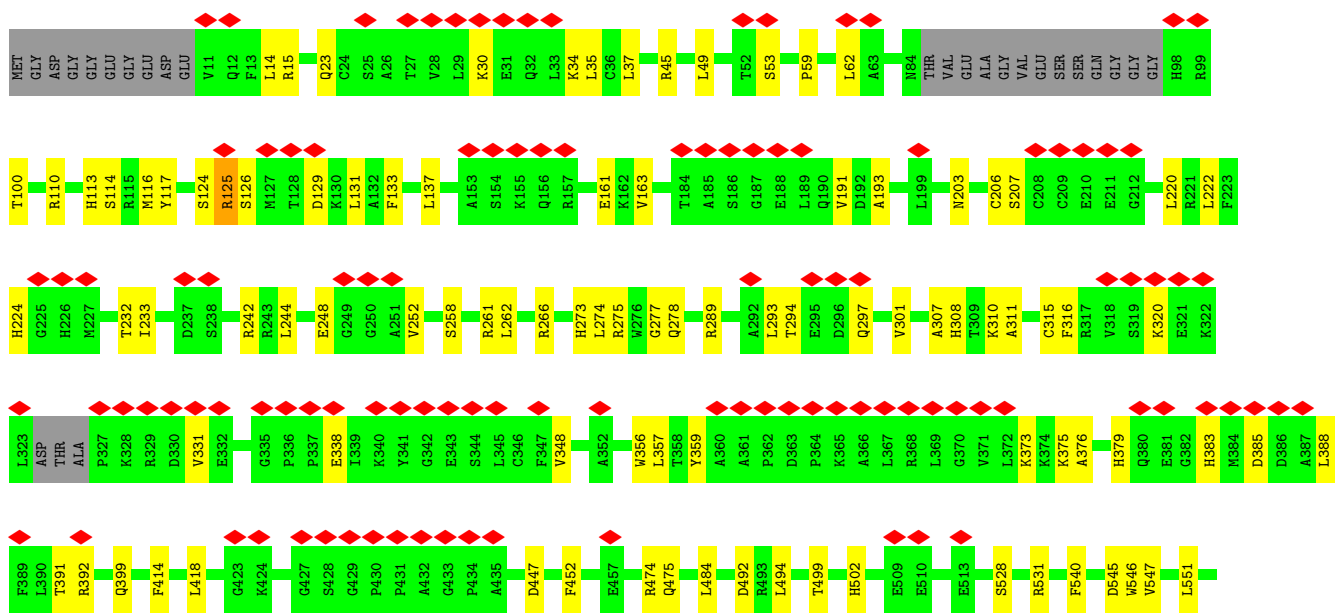 MET GLY ASP GLY GLY GLU GLY GLU ASP GLU V11 Q12 F13 L14 R15 Q23 C24 S25 A26 T27 V28 L29 K30 E31 Q32 L33 K34 L35 C36 L37 R45 L49 T52 S53 P59 L62 A63 N84 THR VAL GLU ALA GLY VAL GLU SER SER GLN GLY GLY GLY H98 R99
T100 R110 H113 S114 R115 M116 Y117 S124 R125 S126 M127 T128 D129 K130 L131 A132 F133 L137 A153 S154 K155 Q156 R157 E161 K162 V163 T184 A185 S186 G187 E188 L189 Q190 V191 D192 A193 L199 N203 C206 S207 C208 C209 E210 E211 G212 L220 R221 L222 F223
H224 G225 H226 M227 T232 I233 D237 S238 R242 R243 L244 E248 G249 G250 A251 V252 S258 R261 L262 R266 H273 L274 R275 W276 G277 Q278 R289 A292 L293 T294 E295 D296 Q297 V301 A307 H308 T309 K310 A311 C315 F316 R317 V318 S319 K320 E321 K322
L323 ASP THR ALA P327 K328 R329 D330 V331 E332 G335 P336 P337 E338 I339 K340 Y341 G342 E343 S344 L345 C346 F347 V348 A352 W356 L357 T358 Y359 A360 A361 P362 D363 P364 K365 A366 L367 R368 L369 G370 V371 L372 K373 K374 K375 A376 H379 Q380 E381 G382 H383 M384 D385 D386 A387 L388
F389 L390 T391 R392 Q399 F414 L418 G423 K424 G427 S428 G429 P430 P431 A432 G433 P434 A435 D447 F452 E457 R474 Q475 L484 D492 R493 L494 T499 H502 E509 E510 E513 S528 R531 F540 D545 W546 V547 L551